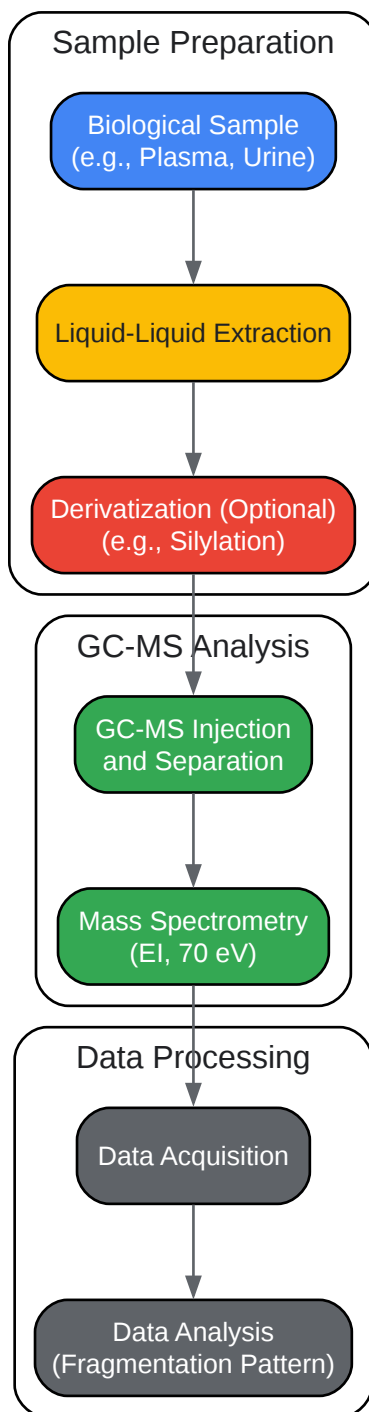 Sample Preparation
Biological Sample
(e.g., Plasma, Urine)
Liquid-Liquid Extraction
Derivatization (Optional)
(e.g., Silylation)
GC-MS Analysis
GC-MS Injection
and Separation
Mass Spectrometry
(EI, 70 eV)
Data Processing
Data Acquisition
Data Analysis
(Fragmentation Pattern)